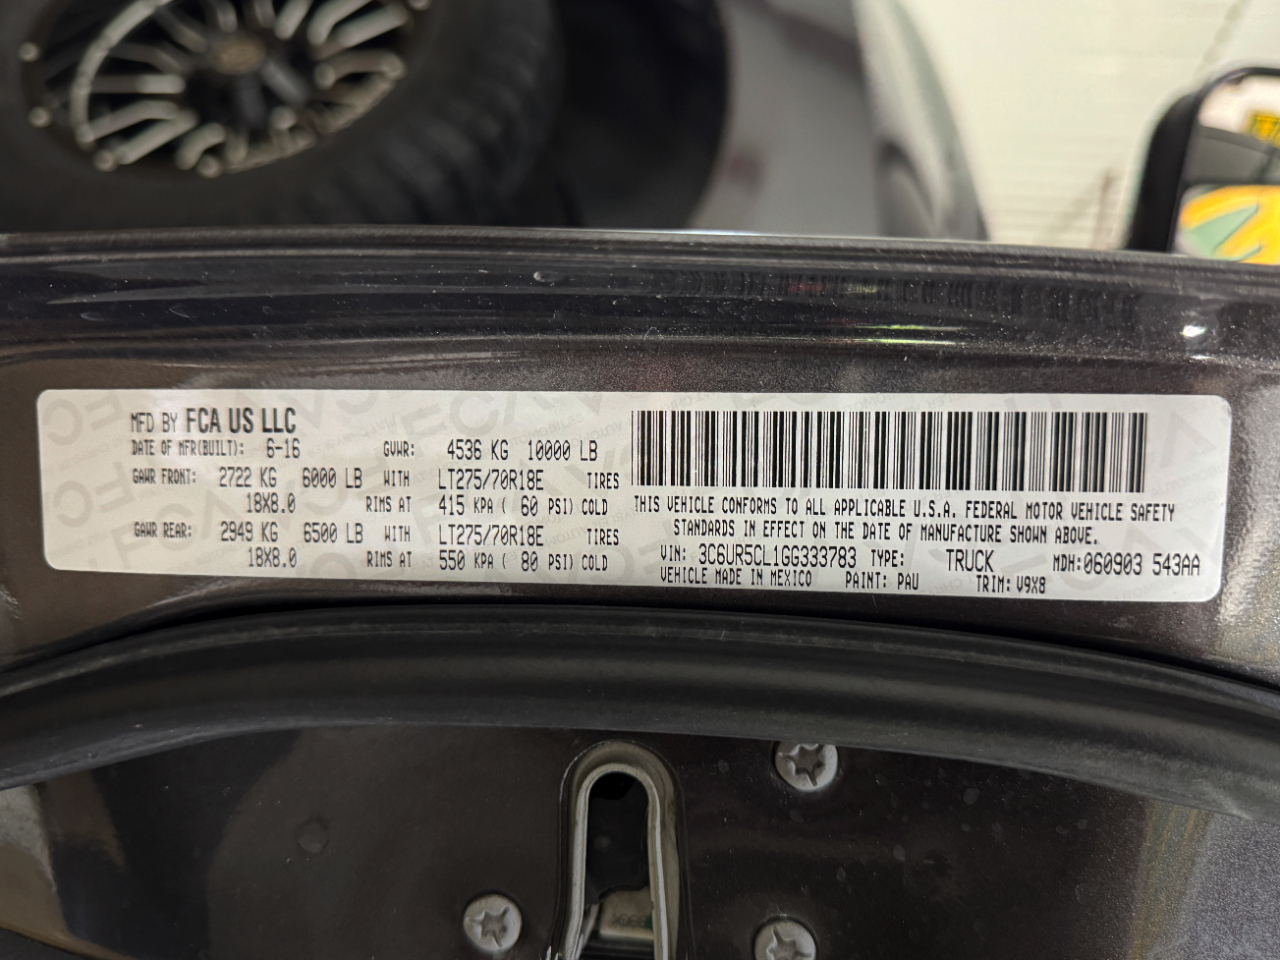 MFD BY FCA US LLC
DATE OF MFR(BUILT): 6-16 GVWR: 4536 KG 10000 LB
GAWR FRONT: 2722 KG 6000 LB WITH LT275/70R18E TIRES
18X8.0 RIMS AT 415 KPA ( 60 PSI) COLD
GAWR REAR: 2949 KG 6500 LB WITH LT275/70R18E TIRES
18X8.0 RIMS AT 550 KPA ( 80 PSI) COLD
THIS VEHICLE CONFORMS TO ALL APPLICABLE U.S.A. FEDERAL MOTOR VEHICLE SAFETY
STANDARDS IN EFFECT ON THE DATE OF MANUFACTURE SHOWN ABOVE.
VIN: 3C6UR5CL1GG333783 TYPE: TRUCK MDH:060903 543AA
VEHICLE MADE IN MEXICO PAINT: PAU TRIM: V9X8